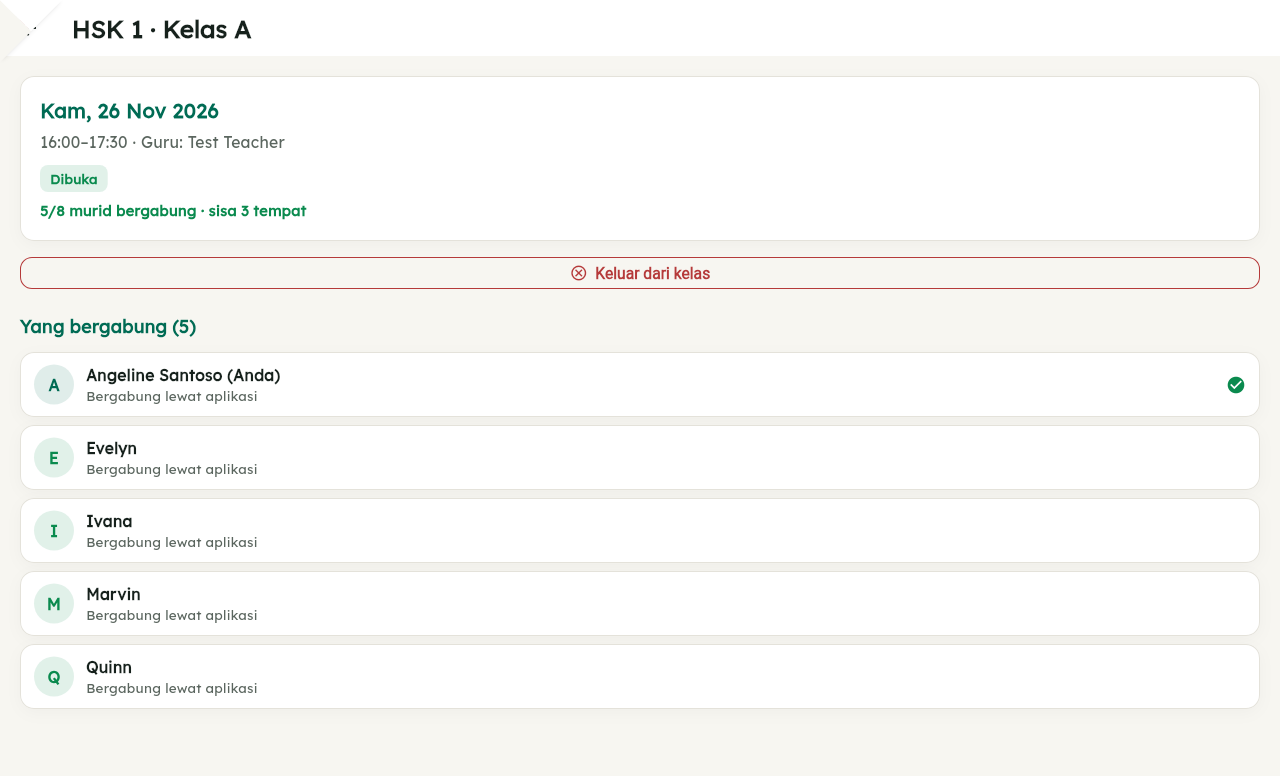 HSK 1 · Kelas A
Kam, 26 Nov 2026
16:00–17:30 · Guru: Test Teacher
Dibuka
5/8 murid bergabung · sisa 3 tempat
Keluar dari kelas
Yang bergabung (5)
A
Angeline Santoso (Anda)
Bergabung lewat aplikasi
E
Evelyn
Bergabung lewat aplikasi
I
Ivana
Bergabung lewat aplikasi
M
Marvin
Bergabung lewat aplikasi
Q
Quinn
Bergabung lewat aplikasi